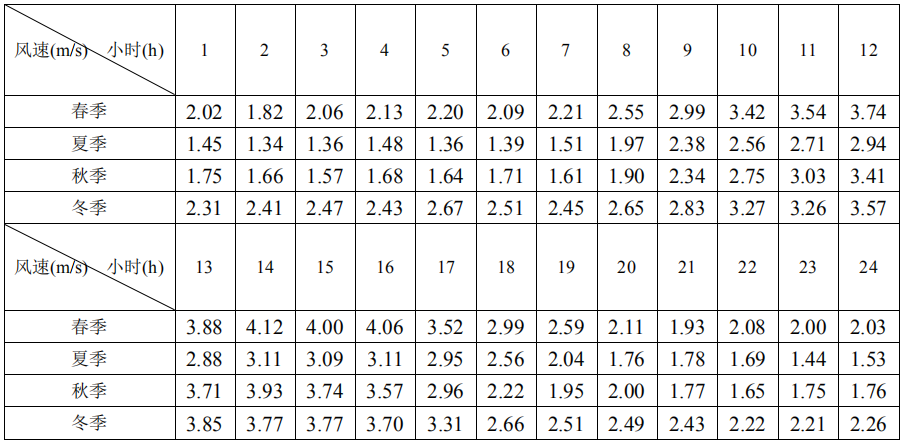 风速(m/s) 小时(h) 1 2 3 4 5 6 7 8 9 10 11 12
春季 2.02 1.82 2.06 2.13 2.20 2.09 2.21 2.55 2.99 3.42 3.54 3.74
夏季 1.45 1.34 1.36 1.48 1.36 1.39 1.51 1.97 2.38 2.56 2.71 2.94
秋季 1.75 1.66 1.57 1.68 1.64 1.71 1.61 1.90 2.34 2.75 3.03 3.41
冬季 2.31 2.41 2.47 2.43 2.67 2.51 2.45 2.65 2.83 3.27 3.26 3.57
风速(m/s) 小时(h) 13 14 15 16 17 18 19 20 21 22 23 24
春季 3.88 4.12 4.00 4.06 3.52 2.99 2.59 2.11 1.93 2.08 2.00 2.03
夏季 2.88 3.11 3.09 3.11 2.95 2.56 2.04 1.76 1.78 1.69 1.44 1.53
秋季 3.71 3.93 3.74 3.57 2.96 2.22 1.95 2.00 1.77 1.65 1.75 1.76
冬季 3.85 3.77 3.77 3.70 3.31 2.66 2.51 2.49 2.43 2.22 2.21 2.26